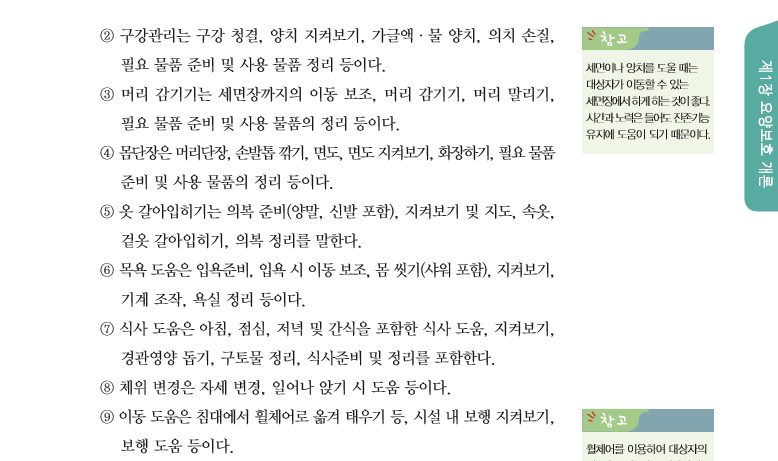 ② 구강관리는 구강 청결, 양치 지켜보기, 가글액 · 물 양치, 의치 손질,
필요 물품 준비 및 사용 물품 정리 등이다.
③ 머리 감기기는 세면장까지의 이동 보조, 머리 감기기, 머리 말리기,
필요 물품 준비 및 사용 물품의 정리 등이다.
④ 몸단장은 머리단장, 손발톱 깎기, 면도, 면도 지켜보기, 화장하기, 필요 물품
준비 및 사용 물품의 정리 등이다.
⑤ 옷 갈아입히기는 의복 준비(양말, 신발 포함), 지켜보기 및 지도, 속옷,
겉옷 갈아입히기, 의복 정리를 말한다.
⑥ 목욕 도움은 입욕준비, 입욕 시 이동 보조, 몸 씻기(샤워 포함), 지켜보기,
기계 조작, 욕실 정리 등이다.
⑦ 식사 도움은 아침, 점심, 저녁 및 간식을 포함한 식사 도움, 지켜보기,
경관영양 돕기, 구토물 정리, 식사준비 및 정리를 포함한다.
⑧ 체위 변경은 자세 변경, 일어나 앉기 시 도움 등이다.
⑨ 이동 도움은 침대에서 휠체어로 옮겨 태우기 등, 시설 내 보행 지켜보기,
보행 도움 등이다.
참고
세면이나 양치를 도울 때는
대상자가 이동할 수 있는
세면장에서 하게 하는 것이 좋다.
시간과 노력은 들어도 잔존기능
유지에 도움이 되기 때문이다.
참고
휠체어를 이용하여 대상자의
제1장 요양보호 개론